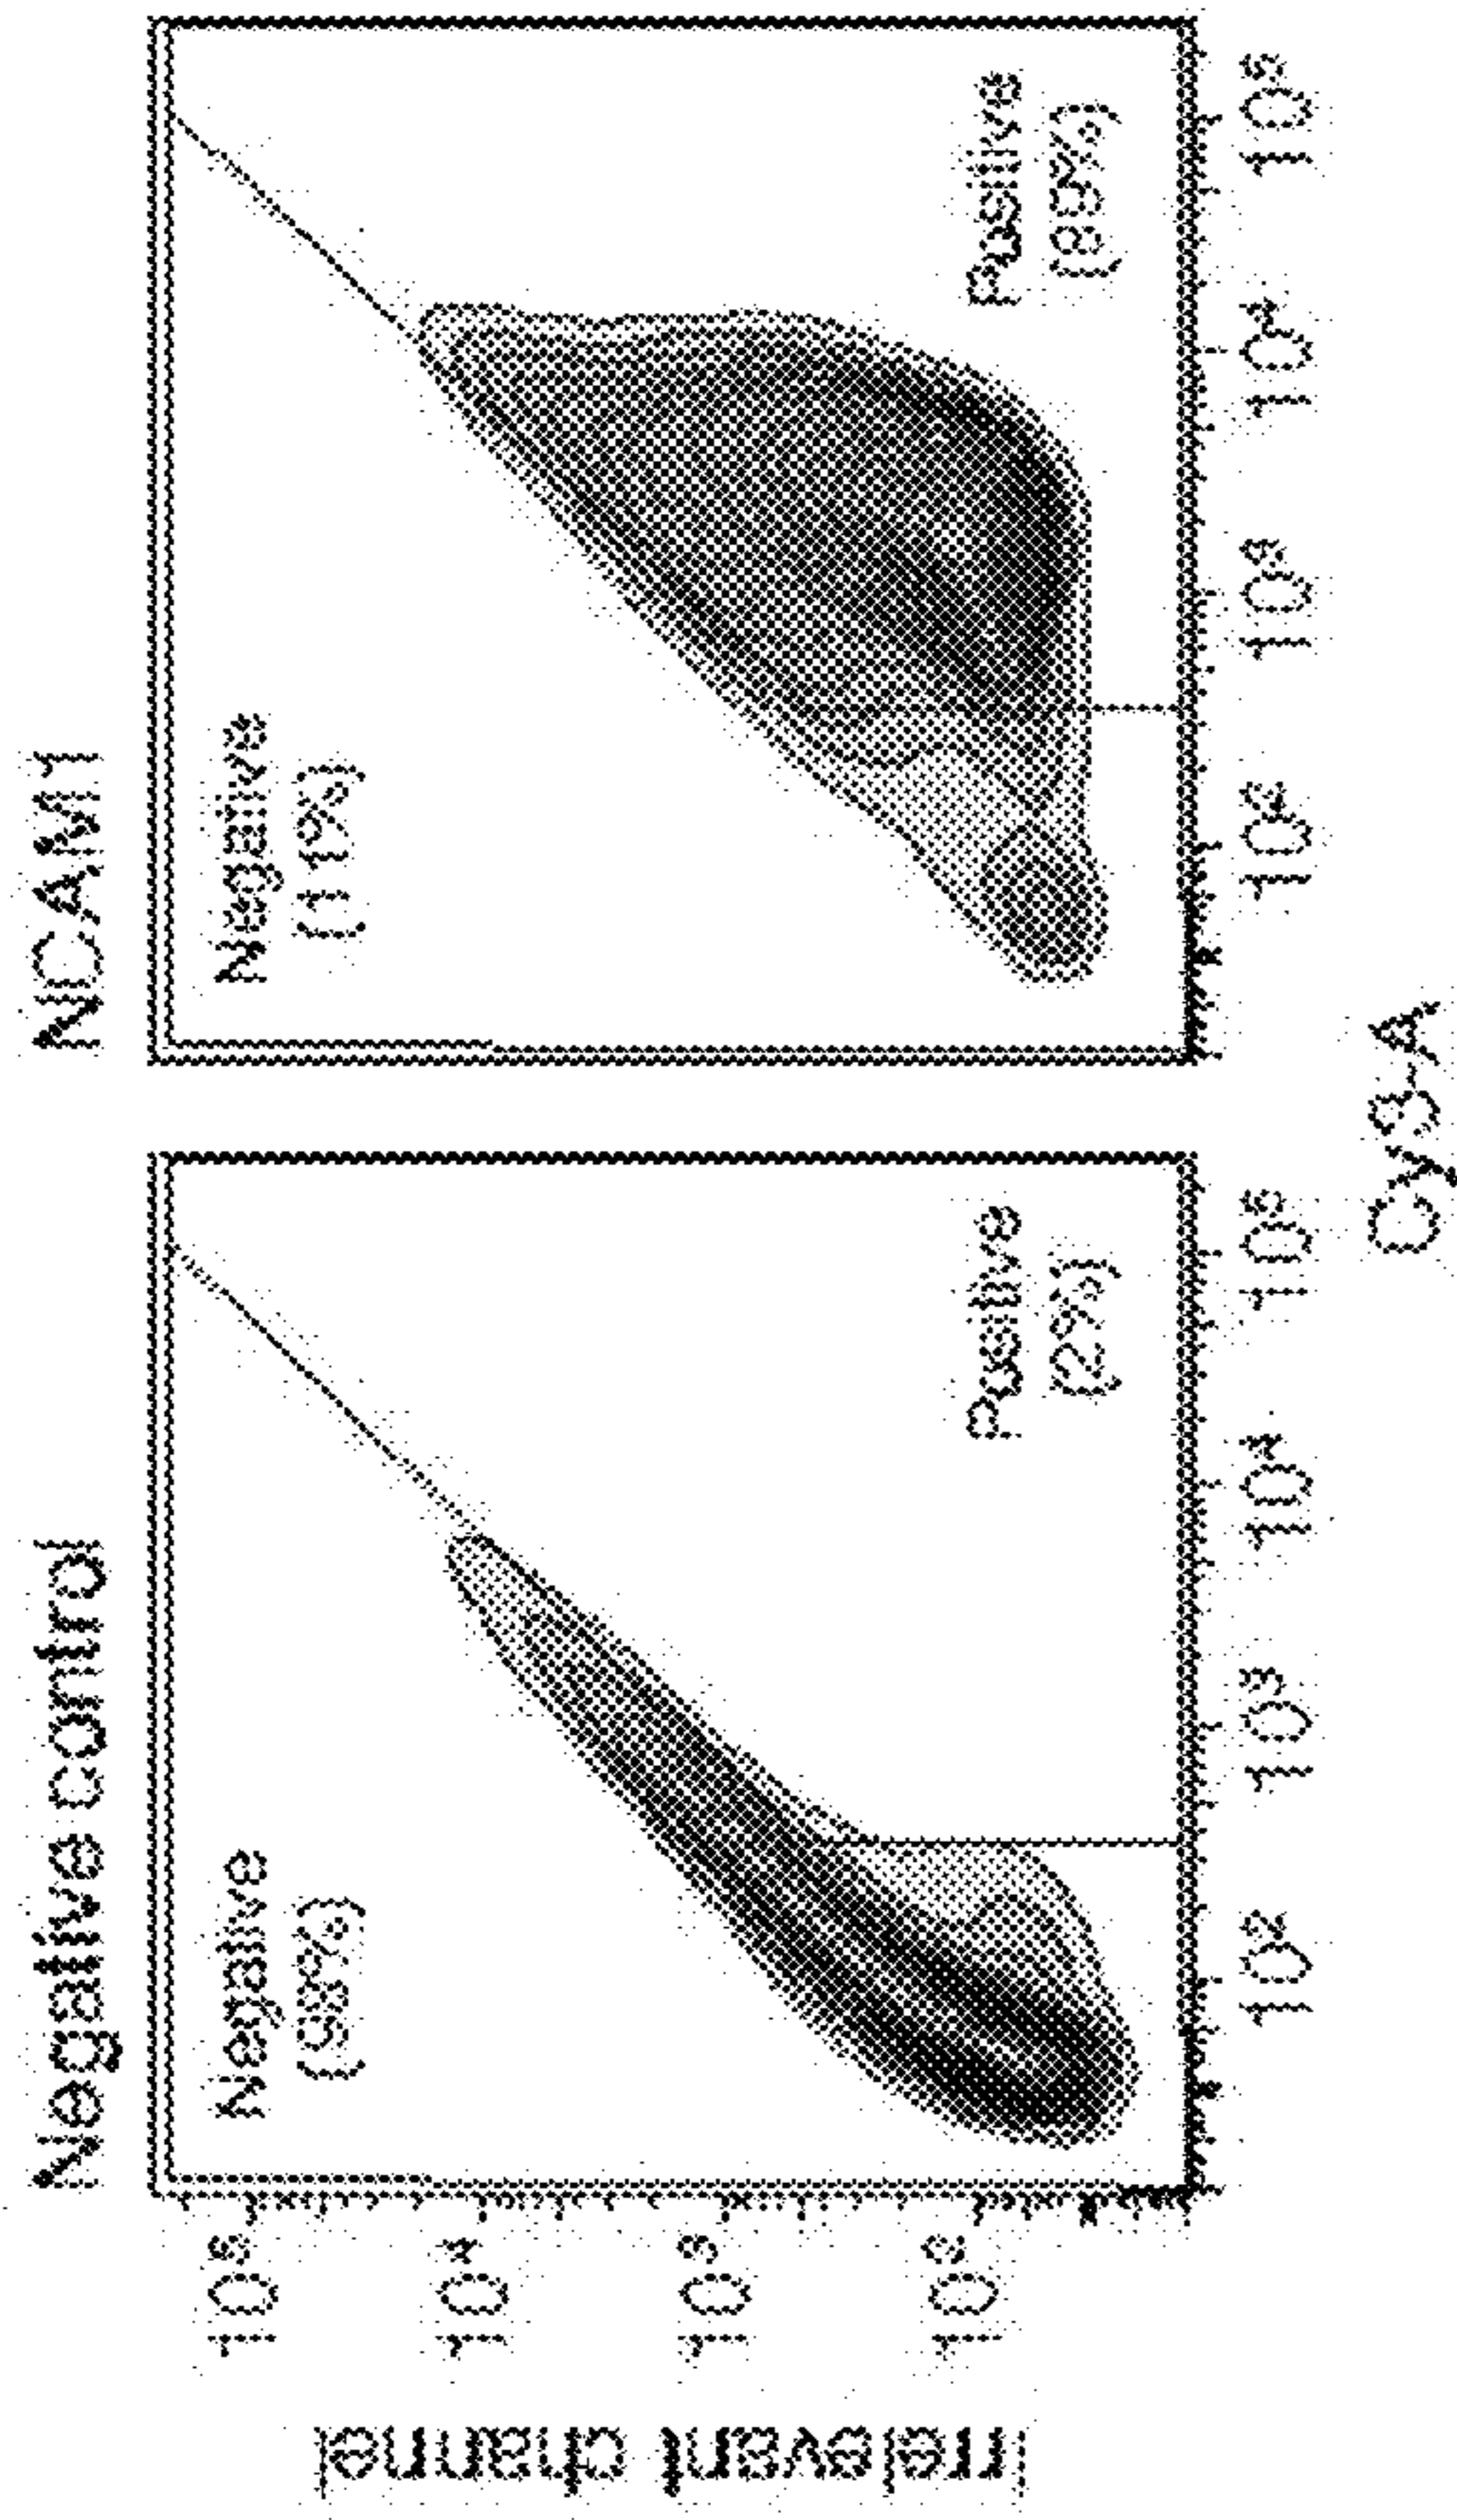 Negative control
NCAM1
Negative
(98%)
Positive
(2%)
Negative
(11%)
Positive
(89%)
Irrelevant channel
10⁵
10⁴
10³
10²
10²
10³
10⁴
10⁵
10²
10³
10⁴
10⁵
Cy3-A